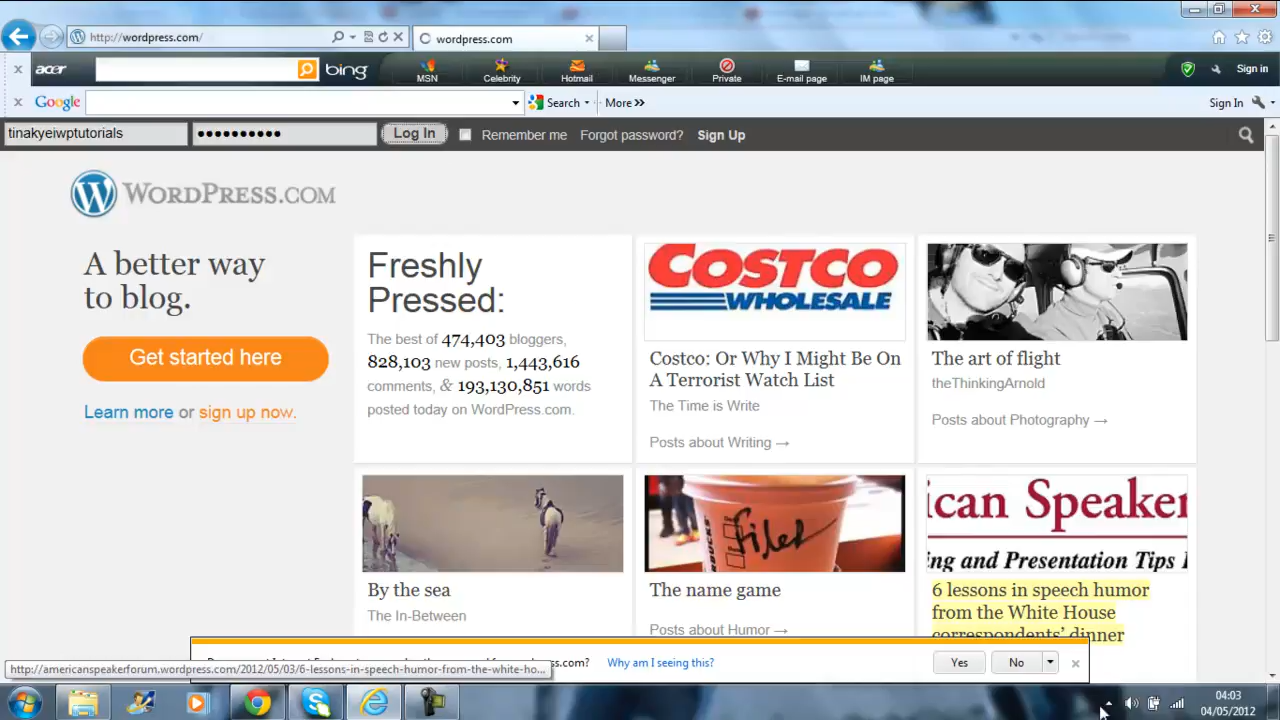 http://wordpress.com/
wordpress.com
acer
bing
MSN
Celebrity
Hotmail
Messenger
Private
E-mail page
IM page
Sign in
Google
Search
More »
Sign In
tinakyeiwptutorials
Log In
Remember me
Forgot password?
Sign Up
WORDPRESS.COM
A better way
to blog.
Get started here
Learn more or sign up now.
Freshly
Pressed:
The best of 474,403 bloggers,
828,103 new posts, 1,443,616
comments, & 193,130,851 words
posted today on WordPress.com.
COSTCO
WHOLESALE
Costco: Or Why I Might Be On
A Terrorist Watch List
The Time is Write
Posts about Writing →
The art of flight
theThinkingArnold
Posts about Photography →
By the sea
The In-Between
The name game
Posts about Humor →
ican Speaker
ing and Presentation Tips
6 lessons in speech humor
from the White House
correspondents' dinner
ess.com?
Why am I seeing this?
Yes
No
http://americanspeakerforum.wordpress.com/2012/05/03/6-lessons-in-speech-humor-from-the-white-ho...
04:03
04/05/2012